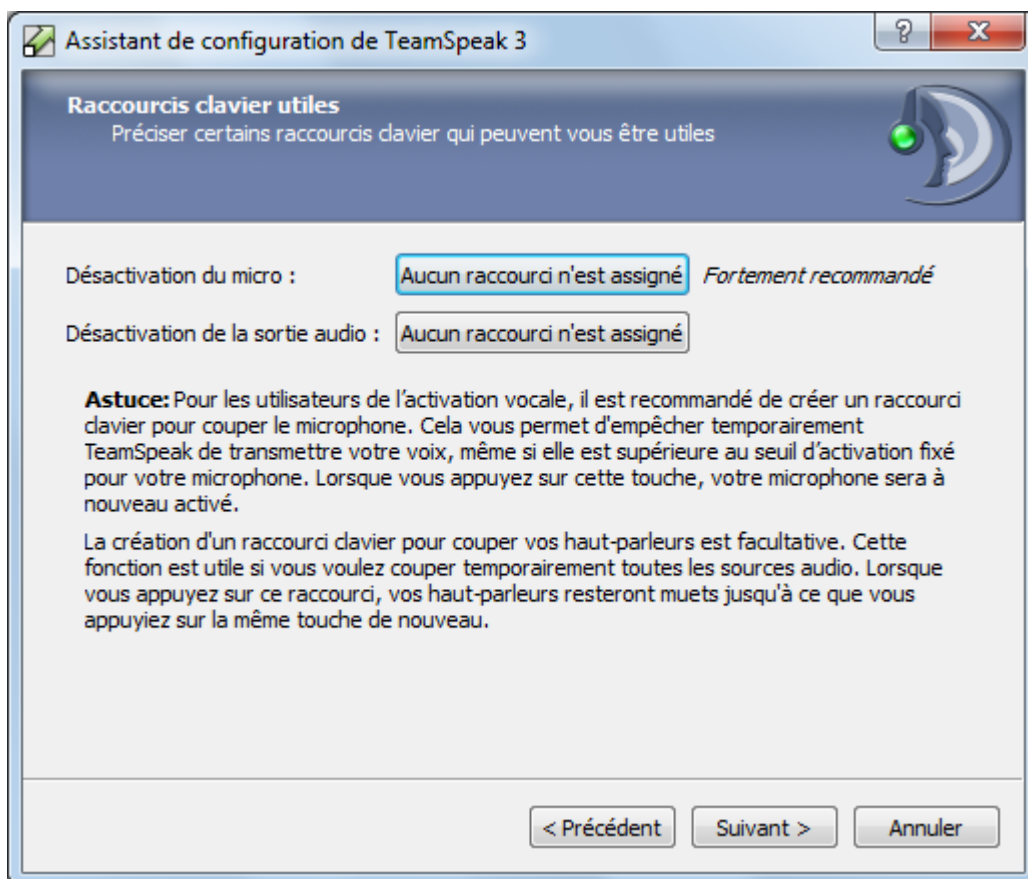 Assistant de configuration de TeamSpeak 3
Raccourcis clavier utiles
Préciser certains raccourcis clavier qui peuvent vous être utiles
Désactivation du micro : Aucun raccourci n'est assigné Fortement recommandé
Désactivation de la sortie audio : Aucun raccourci n'est assigné
Astuce: Pour les utilisateurs de l’activation vocale, il est recommandé de créer un raccourci
clavier pour couper le microphone. Cela vous permet d'empêcher temporairement
TeamSpeak de transmettre votre voix, même si elle est supérieure au seuil d’activation fixé
pour votre microphone. Lorsque vous appuyez sur cette touche, votre microphone sera à
nouveau activé.
La création d'un raccourci clavier pour couper vos haut-parleurs est facultative. Cette
fonction est utile si vous voulez couper temporairement toutes les sources audio. Lorsque
vous appuyez sur ce raccourci, vos haut-parleurs resteront muets jusqu'à ce que vous
appuyiez sur la même touche de nouveau.
< Précédent Suivant > Annuler